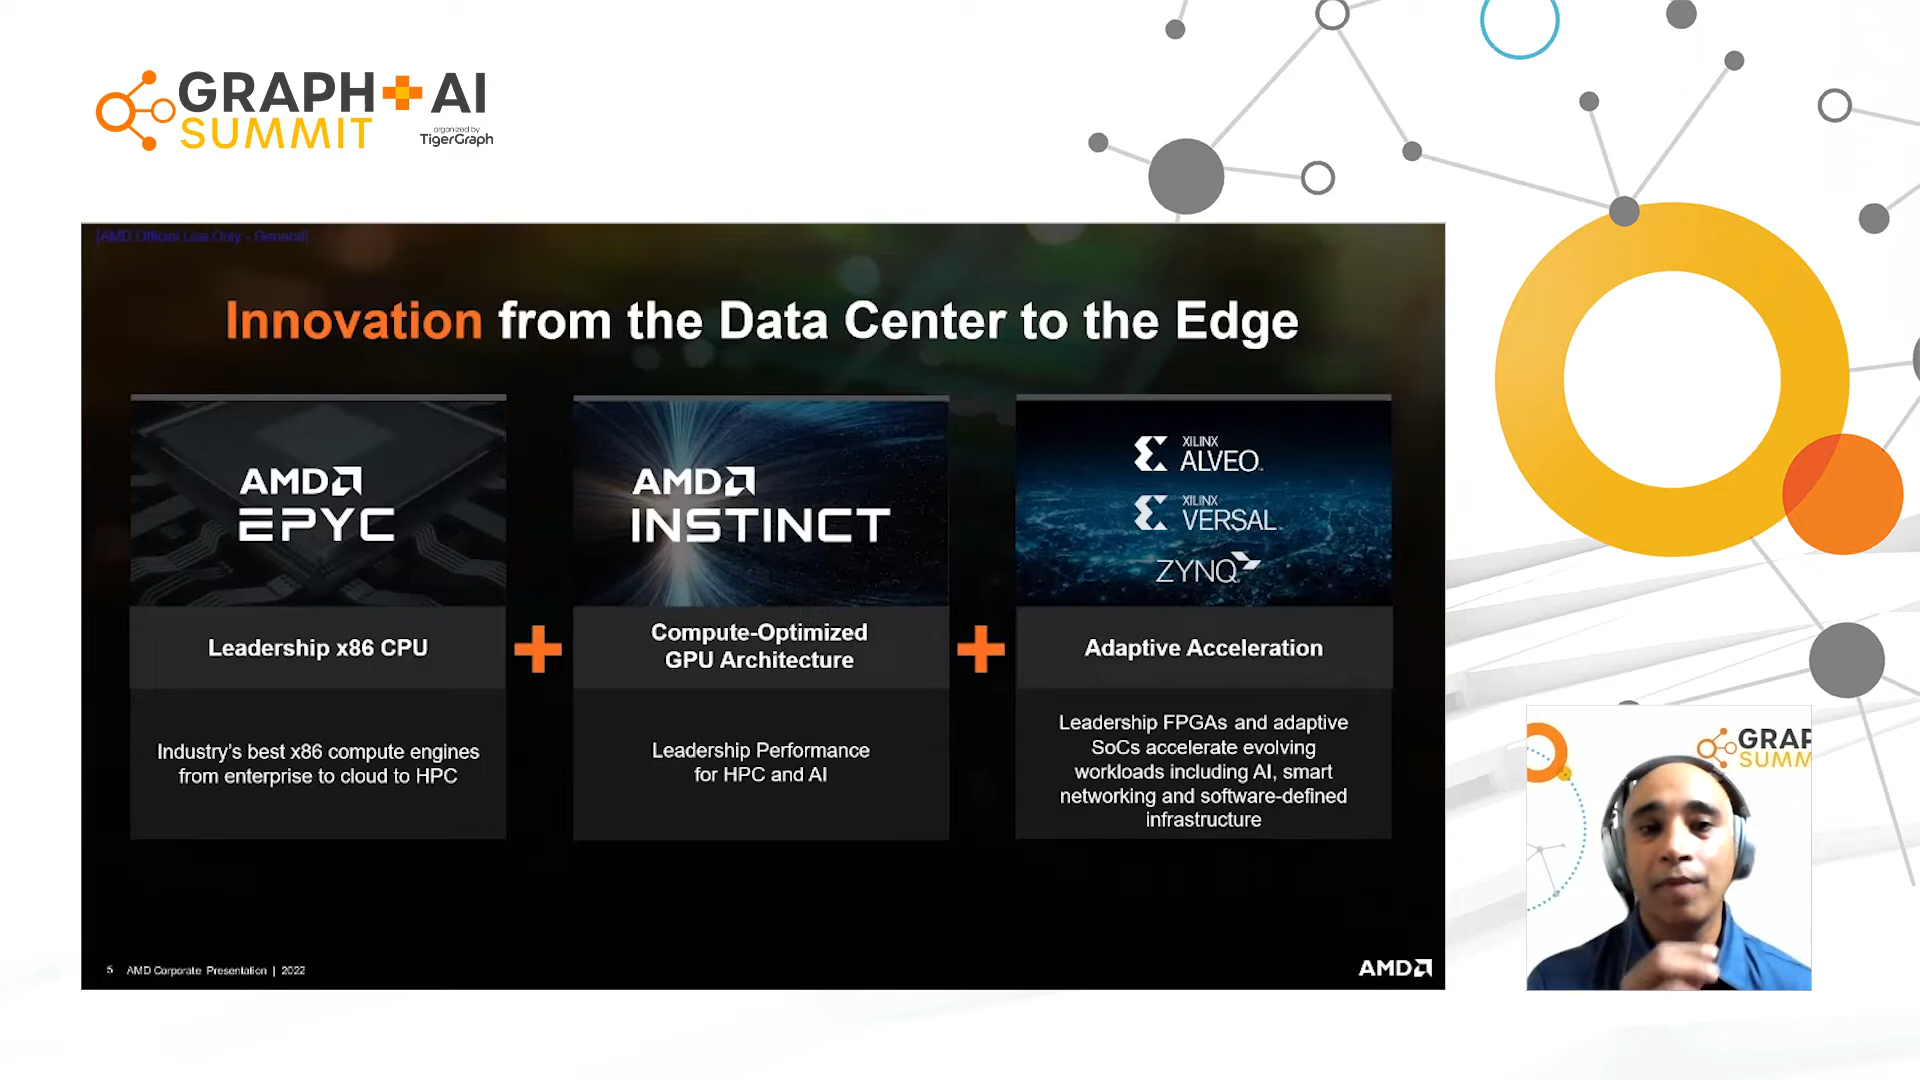 GRAPH+AI
SUMMIT
organized by
TigerGraph
[AMD Official Use Only - General]
Innovation from the Data Center to the Edge
AMD
EPYC
Leadership x86 CPU
Industry's best x86 compute engines
from enterprise to cloud to HPC
AMD
INSTINCT
Compute-Optimized
GPU Architecture
Leadership Performance
for HPC and AI
XILINX
ALVEO™
XILINX
VERSAL™
ZYNQ
Adaptive Acceleration
Leadership FPGAs and adaptive
SoCs accelerate evolving
workloads including AI, smart
networking and software-defined
infrastructure
5 AMD Corporate Presentation | 2022
AMD
GRAP
SUMM